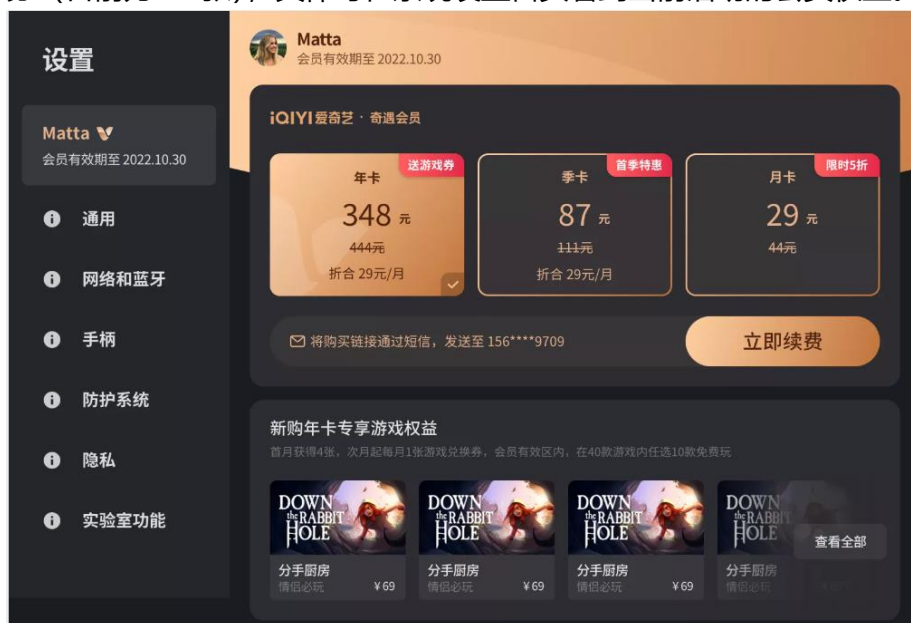 设置
Matta
会员有效期至 2022.10.30
通用
网络和蓝牙
手柄
防护系统
隐私
实验室功能
Matta
会员有效期至 2022.10.30
iQIYI 爱奇艺 · 奇遇会员
送游戏券
年卡
348 元
444元
折合 29元/月
首季特惠
季卡
87 元
111元
折合 29元/月
限时5折
月卡
29 元
44元
将购买链接通过短信，发送至 156****9709
立即续费
新购年卡专享游戏权益
首月获得4张，次月起每月1张游戏兑换券，会员有效区内，在40款游戏内任选10款免费玩
DOWN
the RABBIT
HOLE
分手厨房
情侣必玩 ¥69
DOWN
the RABBIT
HOLE
分手厨房
情侣必玩 ¥69
DOWN
the RABBIT
HOLE
分手厨房
情侣必玩 ¥69
DOWN
the RABBIT
HOLE
分手厨房
情侣必玩
查看全部